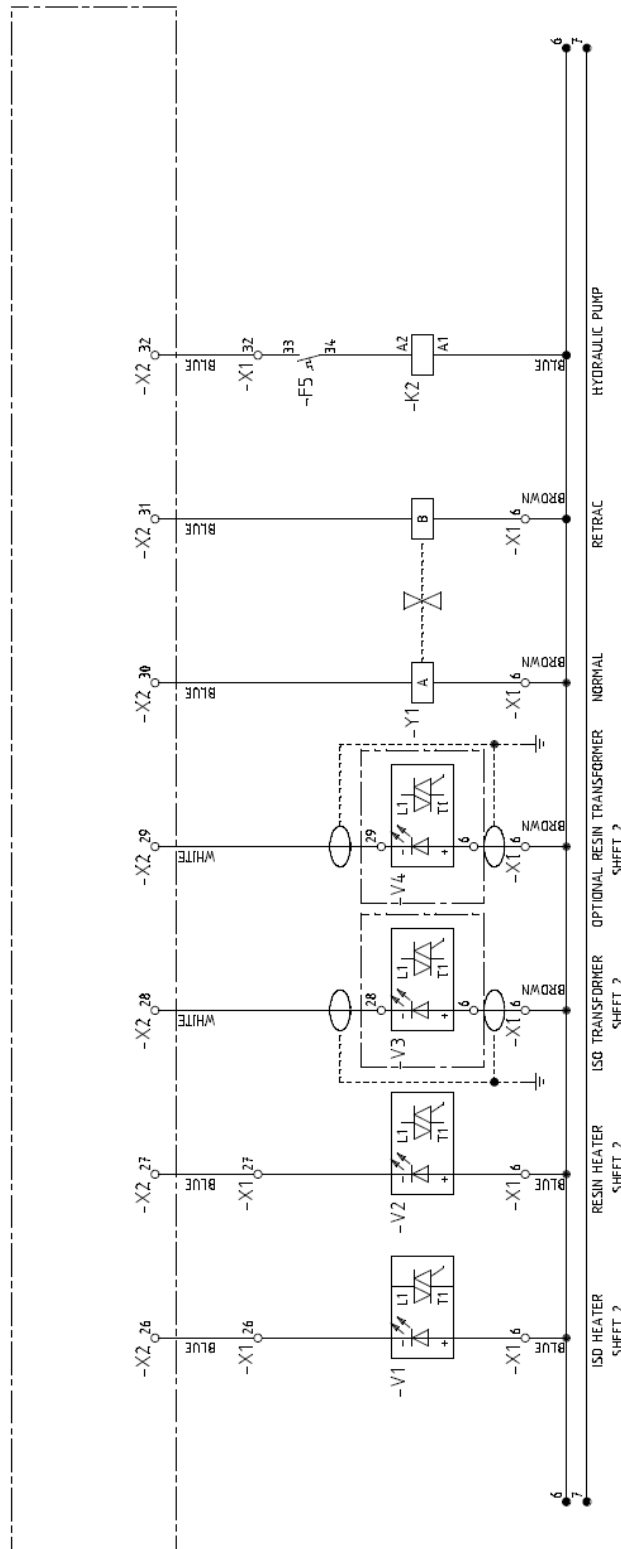 -X2 26 -X2 27 -X2 28 -X2 29 -X2 30 -X2 31 -X2 32
BLUE BLUE WHITE WHITE BLUE BLUE BLUE
-X1 26 -X1 27 -X1 32
33
-F5
34
28 29
- L1 - L1 - L1 - L1 A2
-V1 -V2 -V3 -V4 -Y1 A B -K2
+ T1 + T1 + T1 + T1 A1
6 6
-X1 6 -X1 6 -X1 6 -X1 6 -X1 6 -X1 6
BLUE BLUE BROWN BROWN BROWN BROWN BLUE
6 6
7 7
ISO HEATER RESIN HEATER ISO TRANSFORMER OPTIONAL RESIN TRANSFORMER NORMAL RETRAC HYDRAULIC PUMP
SHEET 2 SHEET 2 SHEET 2 SHEET 2